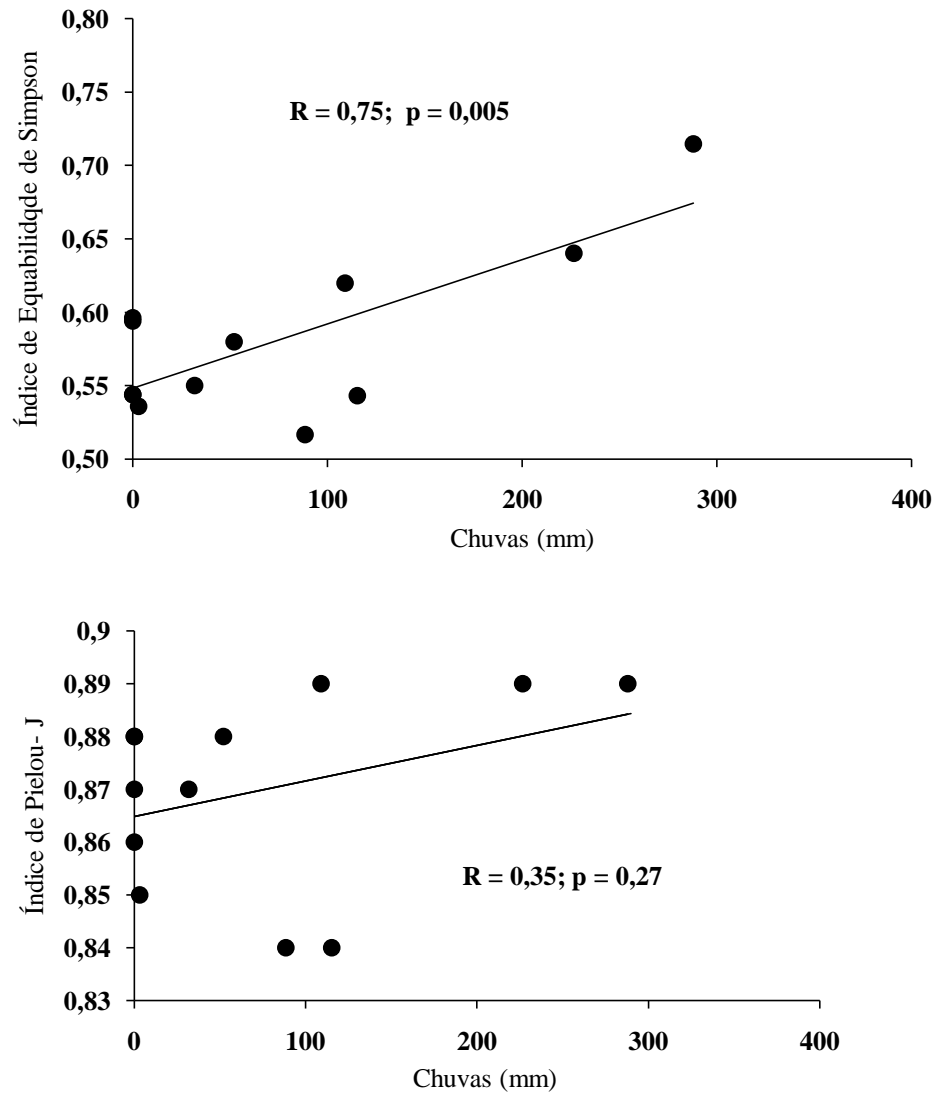 0,80
0,75
0,70
0,65
0,60
0,55
0,50
Índice de Equabilidqde de Simpson
R = 0,75; p = 0,005
0 100 200 300 400
Chuvas (mm)
0,9
0,89
0,88
0,87
0,86
0,85
0,84
0,83
Índice de Pielou- J
R = 0,35; p = 0,27
0 100 200 300 400
Chuvas (mm)